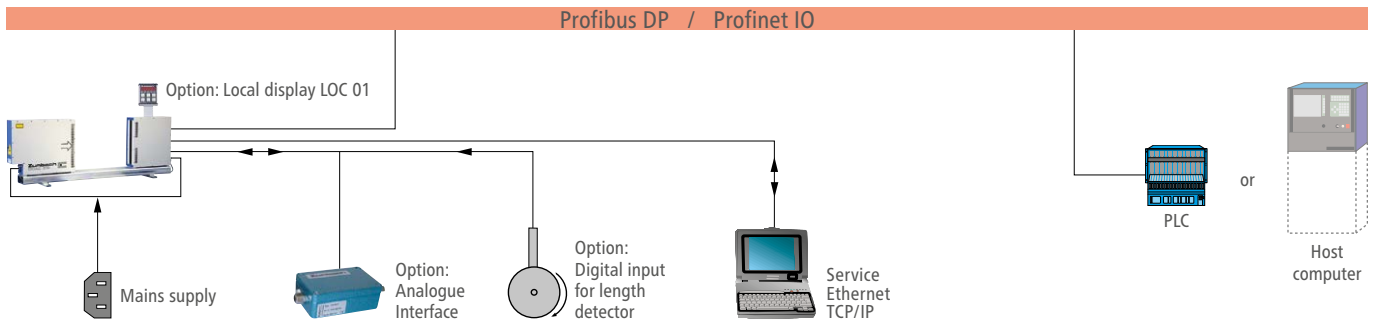 Profibus DP / Profinet IO
Option: Local display LOC 01
ZUMBACH
Mains supply
Option:
Analogue
Interface
Option:
Digital input
for length
detector
Service
Ethernet
TCP/IP
PLC
or
Host
computer